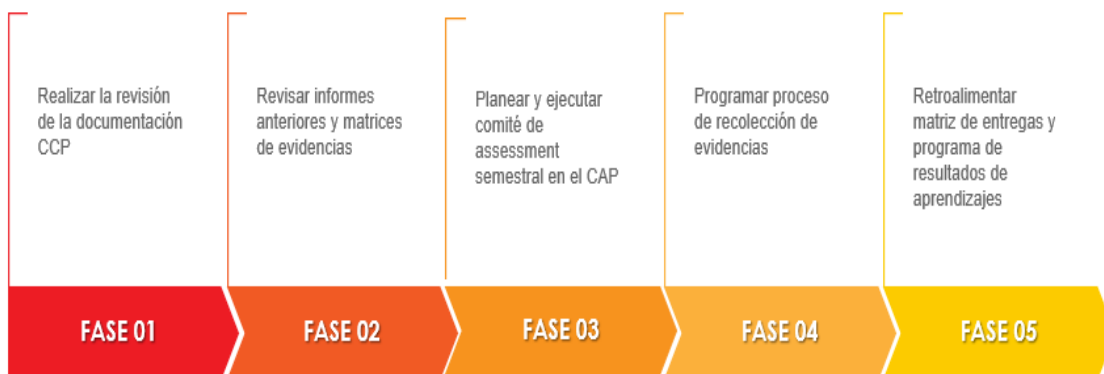 Realizar la revisión
de la documentación
CCP
Revisar informes
anteriores y matrices
de evidencias
Planear y ejecutar
comité de
assessment
semestral en el CAP
Programar proceso
de recolección de
evidencias
Retroalimentar
matriz de entregas y
programa de
resultados de
aprendizajes
FASE 01
FASE 02
FASE 03
FASE 04
FASE 05